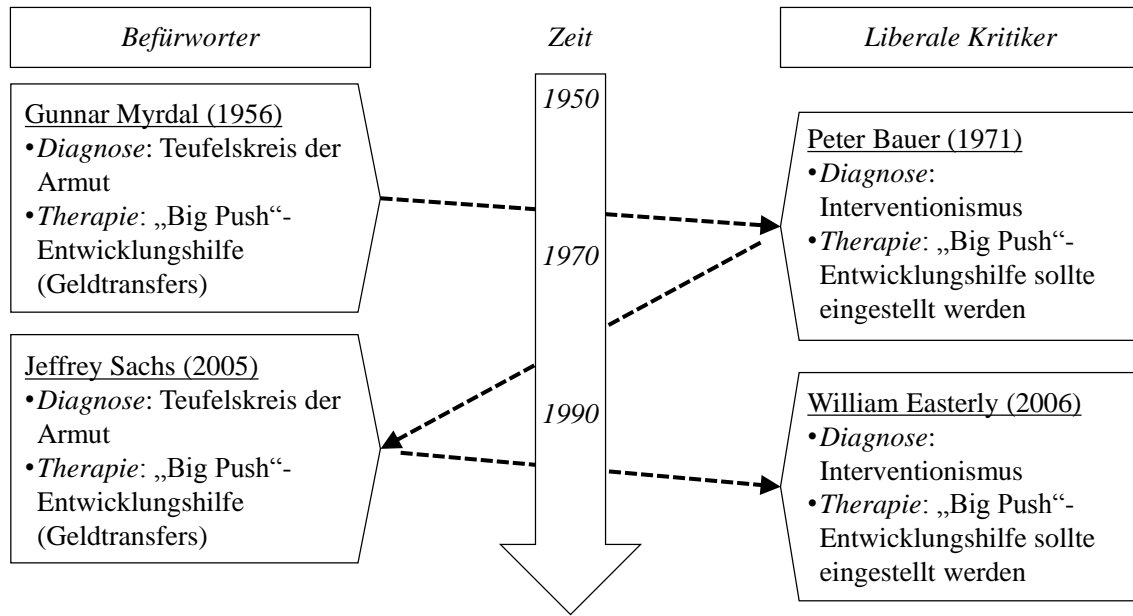 Befürworter
Zeit
Liberale Kritiker
1950
1970
1990
Gunnar Myrdal (1956)
•Diagnose: Teufelskreis der
Armut
•Therapie: „Big Push“-
Entwicklungshilfe
(Geldtransfers)
Peter Bauer (1971)
•Diagnose:
Interventionismus
•Therapie: „Big Push“-
Entwicklungshilfe sollte
eingestellt werden
Jeffrey Sachs (2005)
•Diagnose: Teufelskreis der
Armut
•Therapie: „Big Push“-
Entwicklungshilfe
(Geldtransfers)
William Easterly (2006)
•Diagnose:
Interventionismus
•Therapie: „Big Push“-
Entwicklungshilfe sollte
eingestellt werden